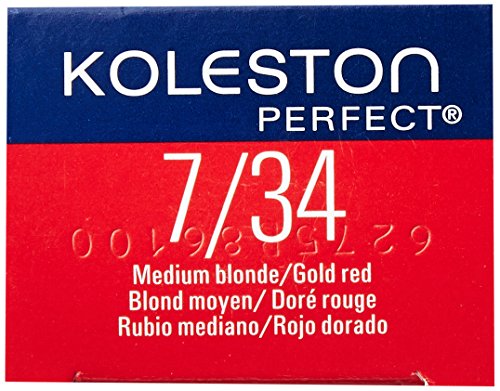 KOLESTON
PERFECT®
7/34
Medium blonde/Gold red
Blond moyen/ Doré rouge
Rubio mediano/Rojo dorado